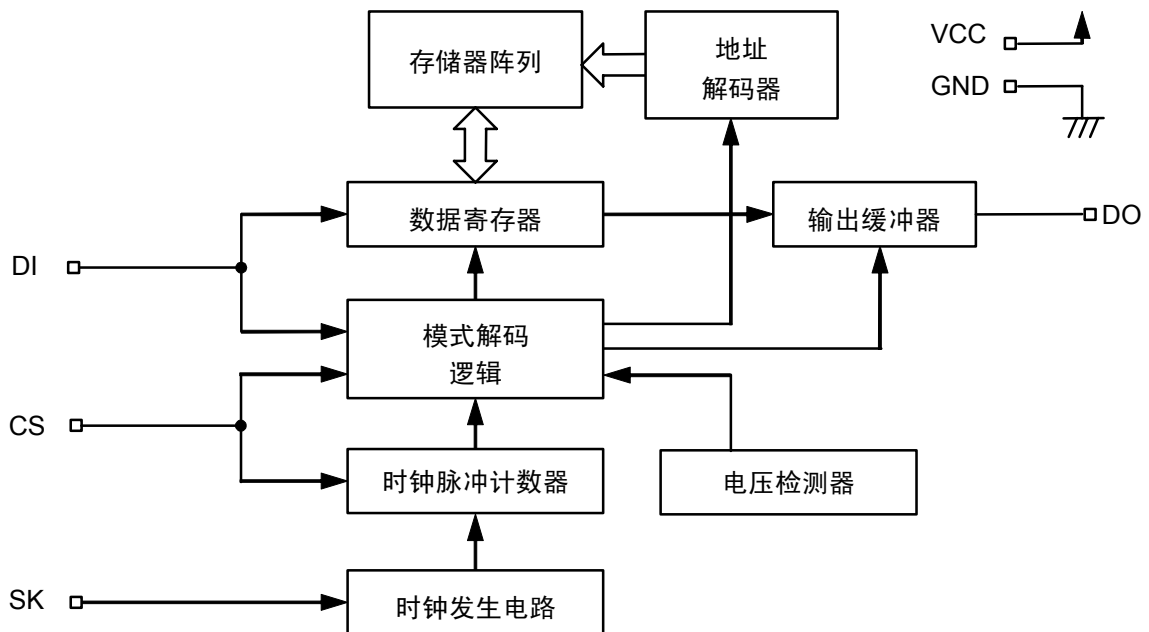 存储器阵列
地址
解码器
VCC
GND
数据寄存器
输出缓冲器
DO
DI
模式解码
逻辑
CS
时钟脉冲计数器
电压检测器
SK
时钟发生电路